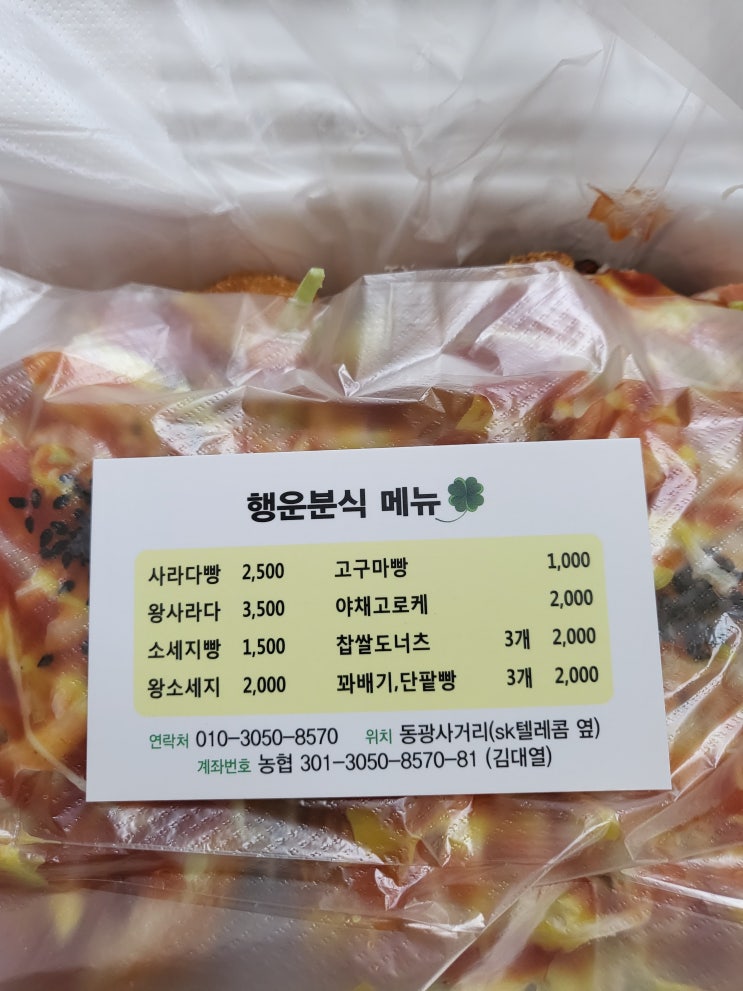 행운분식 메뉴
사라다빵 2,500 고구마빵 1,000
왕사라다 3,500 야채고로케 2,000
소세지빵 1,500 찹쌀도너츠 3개 2,000
왕소세지 2,000 꽈배기,단팥빵 3개 2,000
연락처 010-3050-8570 위치 동광사거리(sk텔레콤 옆)
계좌번호 농협 301-3050-8570-81 (김대열)